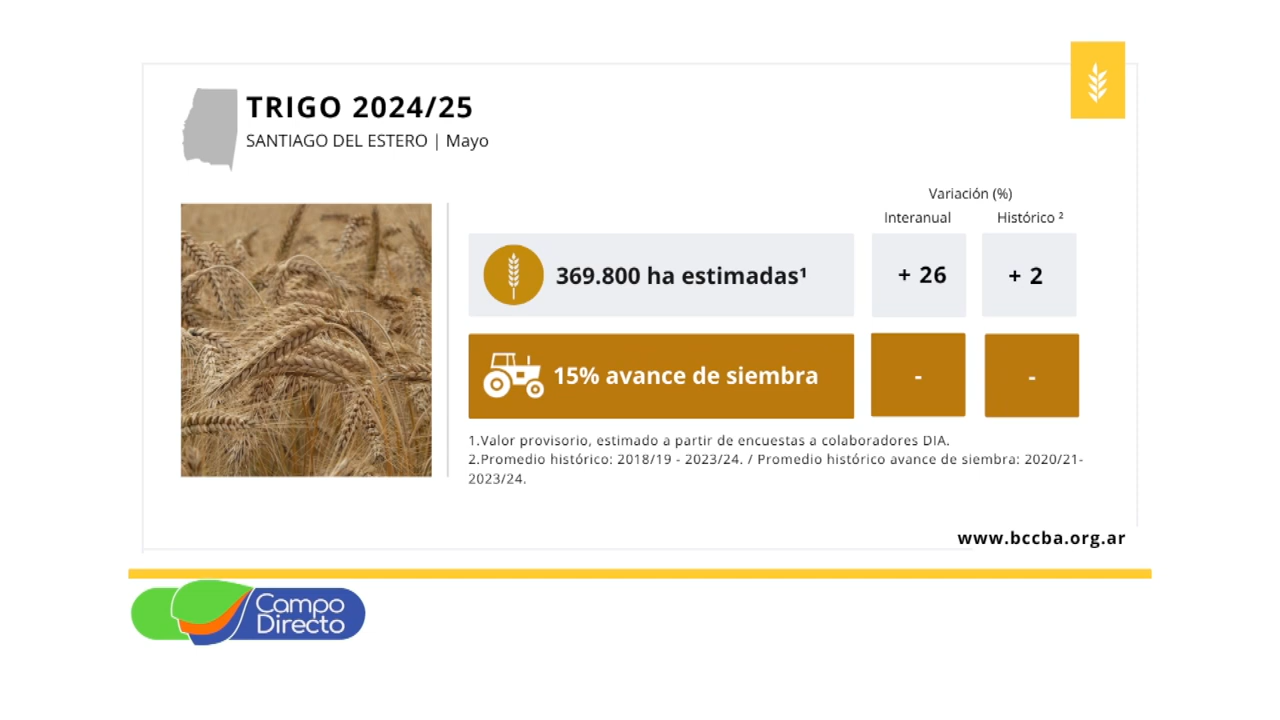 TRIGO 2024/25
SANTIAGO DEL ESTERO | Mayo
Variación (%)
Interanual
Histórico ²
369.800 ha estimadas¹
+ 26
+ 2
15% avance de siembra
-
-
1.Valor provisorio, estimado a partir de encuestas a colaboradores DIA.
2.Promedio histórico: 2018/19 - 2023/24. / Promedio histórico avance de siembra: 2020/21-
2023/24.
www.bccba.org.ar
Campo
Directo